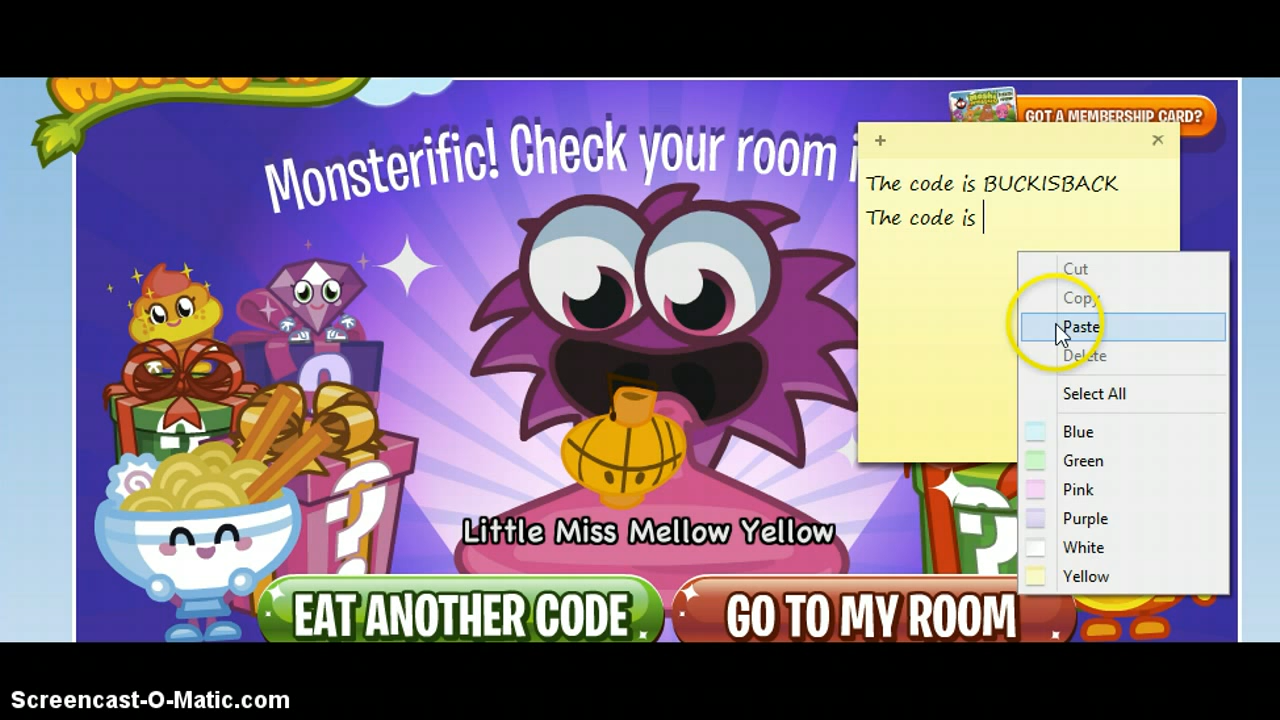 GOT A MEMBERSHIP CARD?
Monsterific! Check your room
The code is BUCKISBACK
The code is
Cut
Copy
Paste
Delete
Select All
Blue
Green
Pink
Purple
White
Yellow
Little Miss Mellow Yellow
EAT ANOTHER CODE
GO TO MY ROOM
Screencast-O-Matic.com